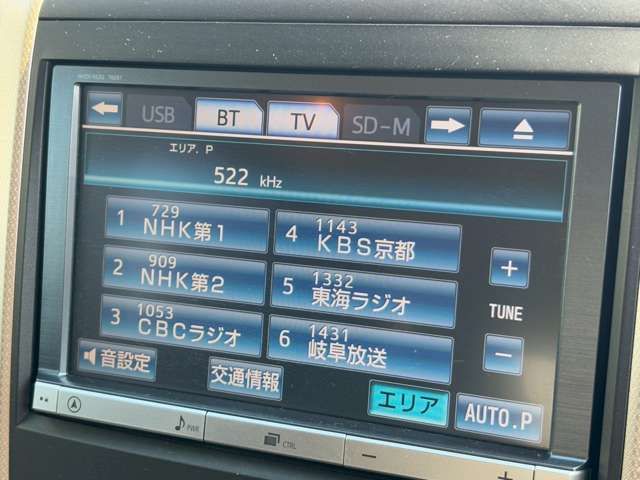 USB BT TV SD-M
エリア. P
522 kHz
1 729 NHK第1
2 909 NHK第2
3 1053 CBCラジオ
4 1143 KBS京都
5 1332 東海ラジオ
6 1431 岐阜放送
+
TUNE
−
音設定
交通情報
エリア
AUTO.P
PWR
CTRL
−
+